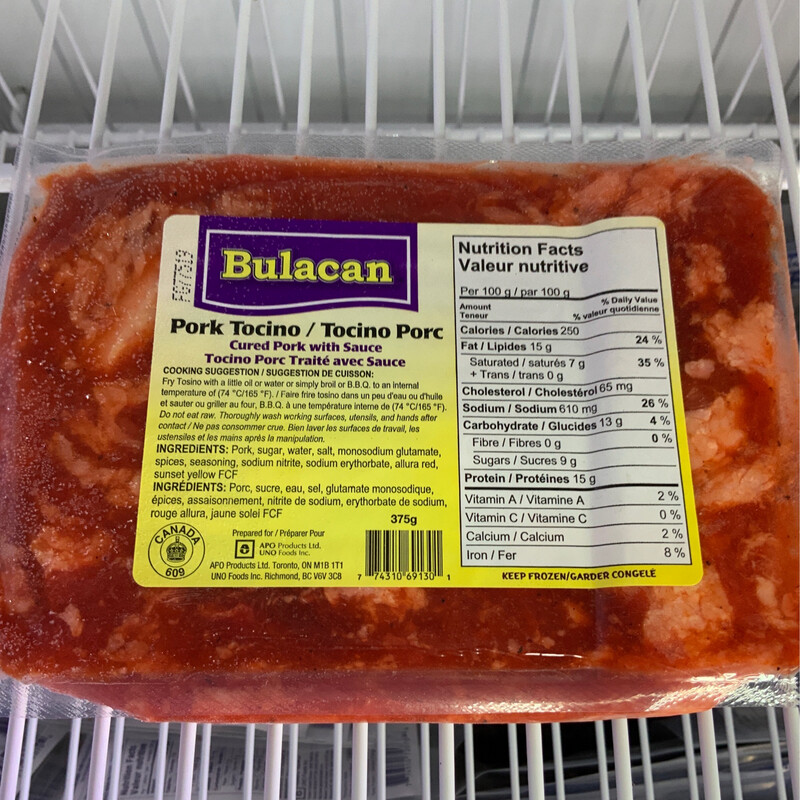 Bulacan
Pork Tocino / Tocino Porc
Cured Pork with Sauce
Tocino Porc Traité avec Sauce
COOKING SUGGESTION / SUGGESTION DE CUISSON:
Fry Tosino with a little oil or water or simply broil or B.B.Q. to an internal
temperature of (74 °C/165 °F). / Faire frire tosino dans un peu d'eau ou d'huile
et sauter ou griller au four, B.B.Q. à une température interne de (74 °C/165 °F).
Do not eat raw. Thoroughly wash working surfaces, utensils, and hands after
contact / Ne pas consommer crue. Bien laver les surfaces de travail, les
ustensiles et les mains après la manipulation.
INGREDIENTS: Pork, sugar, water, salt, monosodium glutamate,
spices, seasoning, sodium nitrite, sodium erythorbate, allura red,
sunset yellow FCF
INGRÉDIENTS: Porc, sucre, eau, sel, glutamate monosodique,
épices, assaisonnement, nitrite de sodium, erythorbate de sodium,
rouge allura, jaune solei FCF
375g
CANADA
609
Prepared for / Préparer Pour
APO Products Ltd.
UNO Foods Inc.
APO Products Ltd. Toronto, ON M1B 1T1
UNO Foods Inc. Richmond, BC V6V 3C8
7 74310 69130 1
Nutrition Facts
Valeur nutritive
Per 100 g / par 100 g
Amount % Daily Value
Teneur % valeur quotidienne
Calories / Calories 250
Fat / Lipides 15 g 24 %
Saturated / saturés 7 g 35 %
+ Trans / trans 0 g
Cholesterol / Cholestérol 65 mg
Sodium / Sodium 610 mg 26 %
Carbohydrate / Glucides 13 g 4 %
Fibre / Fibres 0 g 0 %
Sugars / Sucres 9 g
Protein / Protéines 15 g
Vitamin A / Vitamine A 2 %
Vitamin C / Vitamine C 0 %
Calcium / Calcium 2 %
Iron / Fer 8 %
KEEP FROZEN/GARDER CONGELÉ